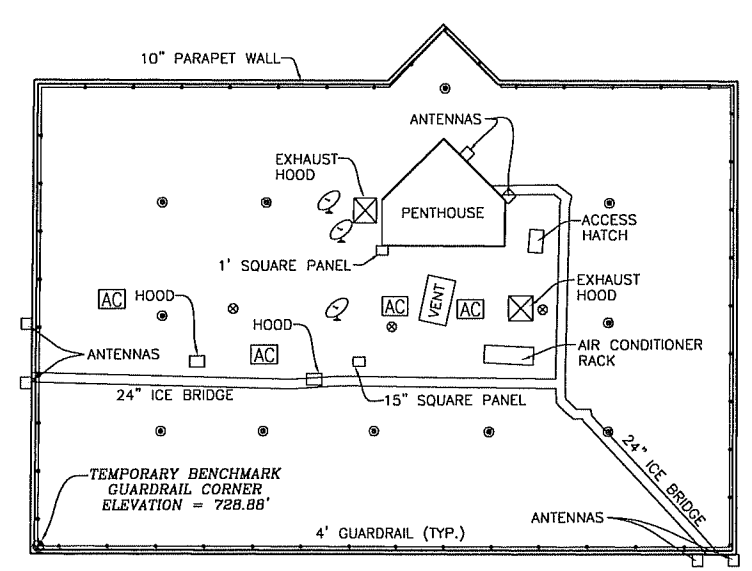 10" PARAPET WALL
ANTENNAS
EXHAUST
HOOD
PENTHOUSE
ACCESS
HATCH
1' SQUARE PANEL
EXHAUST
HOOD
AC
HOOD
AC
VENT
AC
HOOD
ANTENNAS
AC
AIR CONDITIONER
RACK
24" ICE BRIDGE
15" SQUARE PANEL
24" ICE BRIDGE
TEMPORARY BENCHMARK
GUARDRAIL CORNER
ELEVATION = 728.88'
4' GUARDRAIL (TYP.)
ANTENNAS